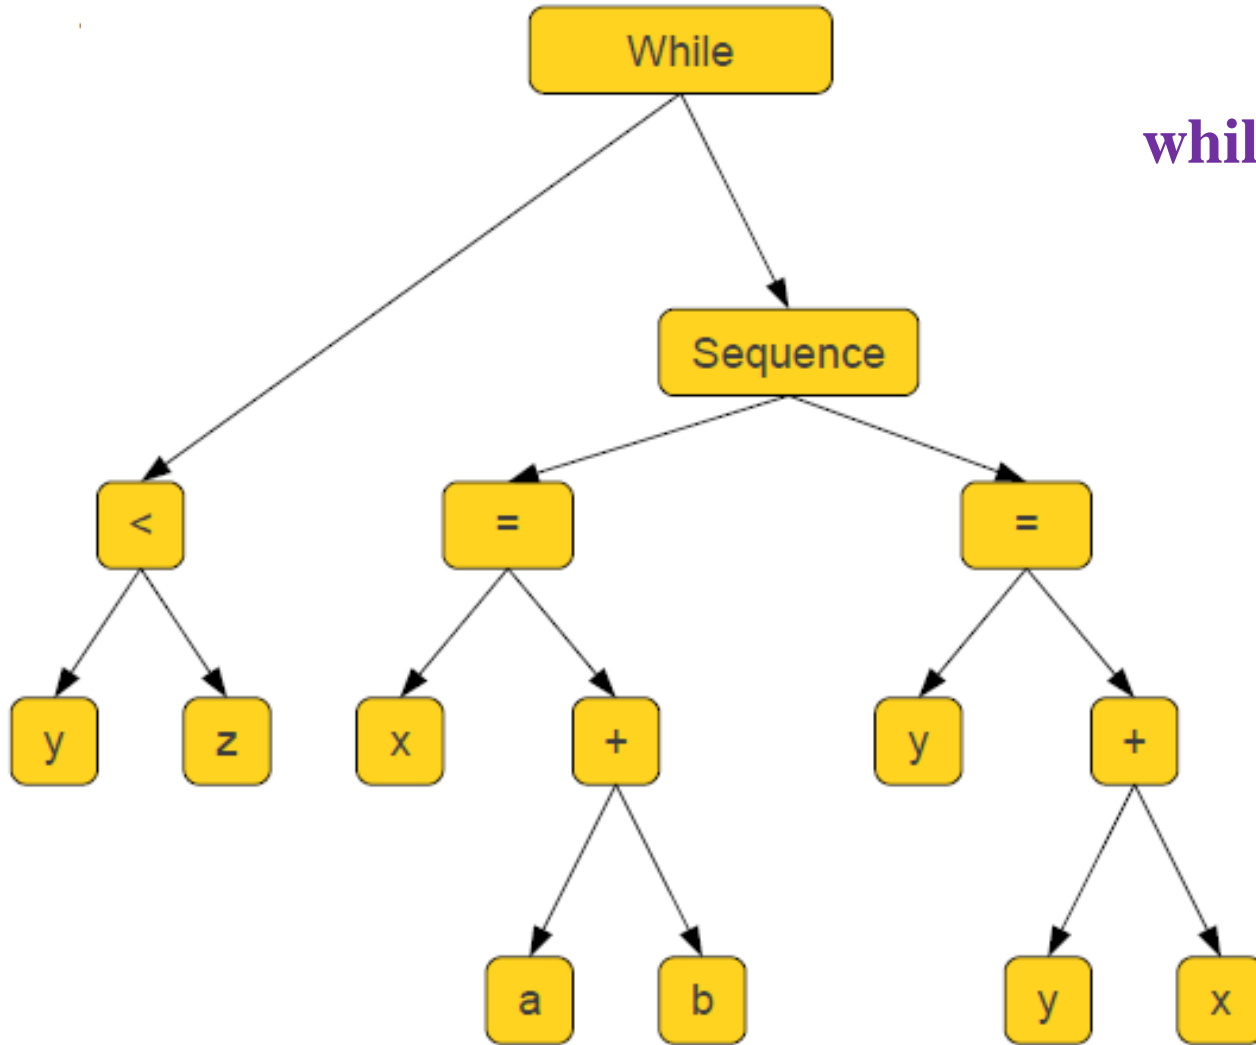 While
whil
Sequence
< = =
y z x + y +
a b y x